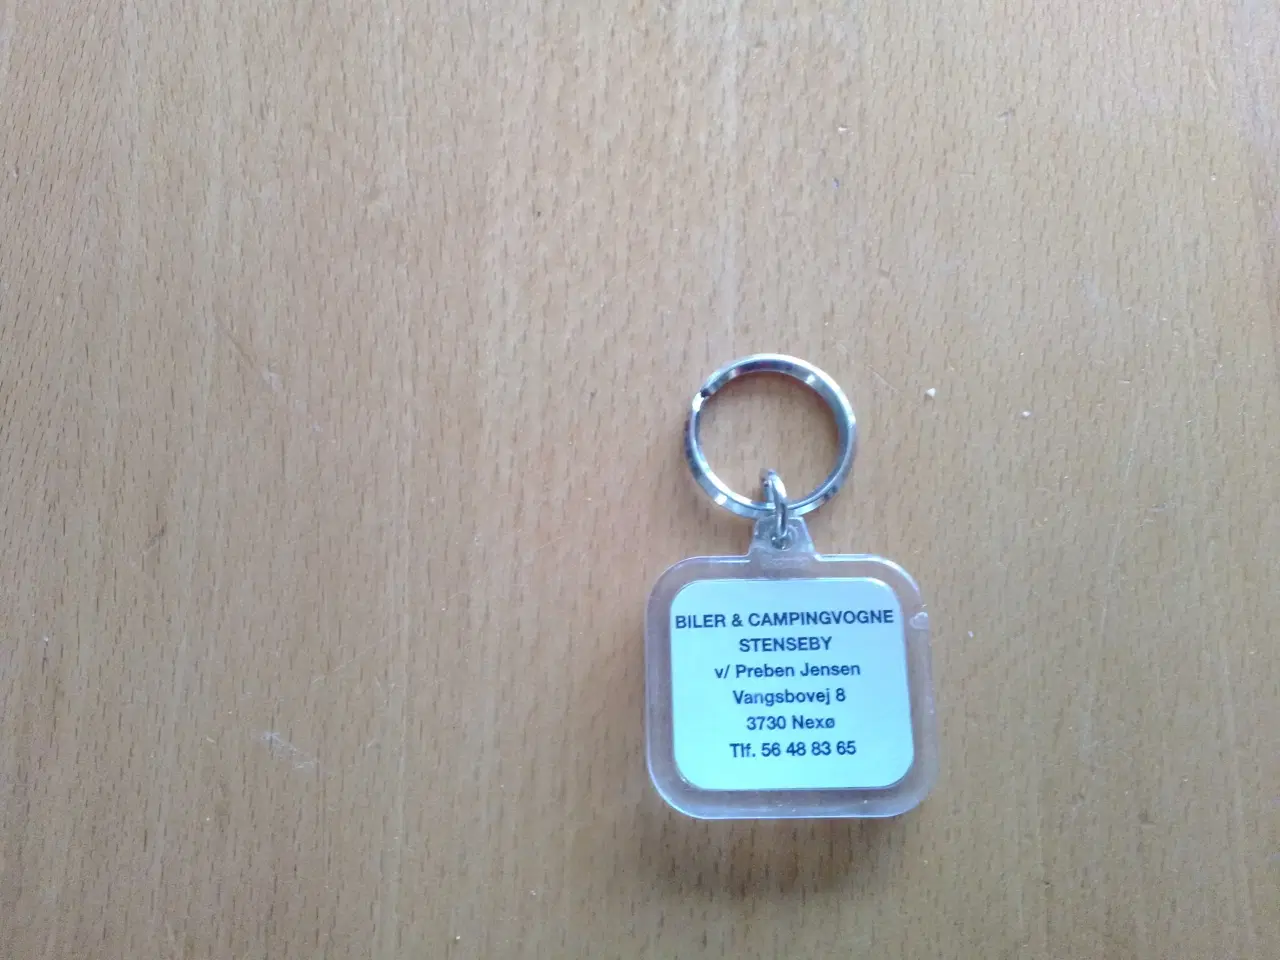 BILER & CAMPINGVOGNE
STENSEBY
v/ Preben Jensen
Vangsbovej 8
3730 Nexø
Tlf. 56 48 83 65